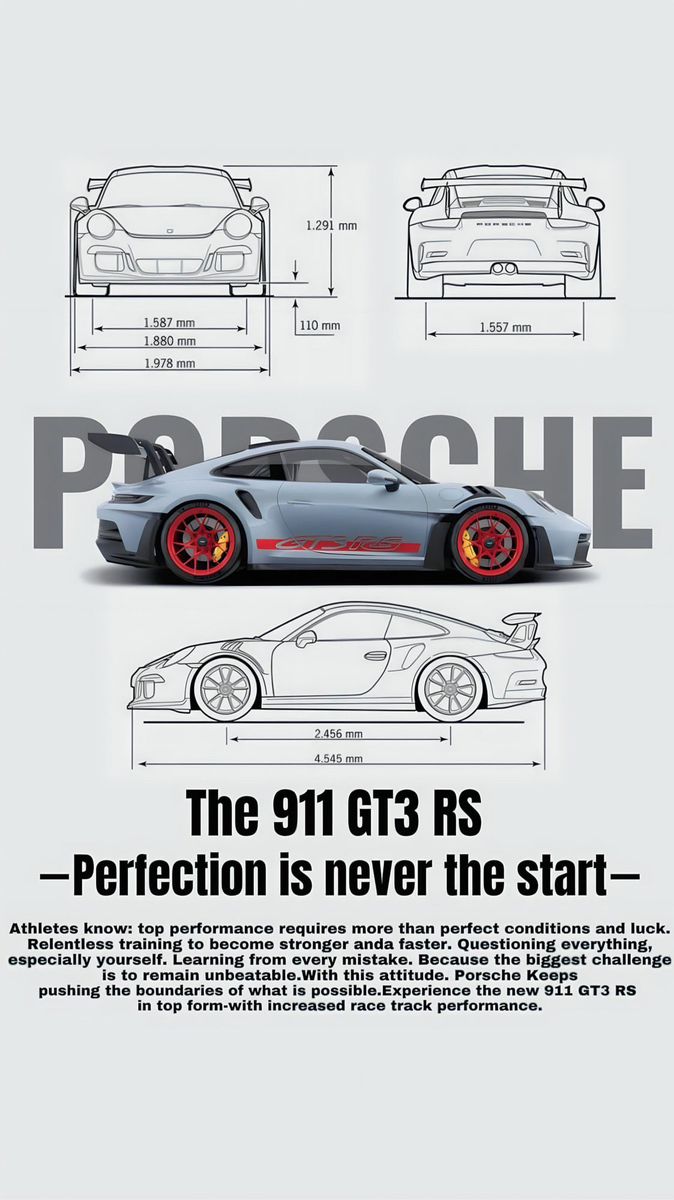 1.291 mm
PORSCHE
1.587 mm
110 mm
1.557 mm
1.880 mm
1.978 mm
PORSCHE
GT3 RS
2.456 mm
4.545 mm
The 911 GT3 RS
—Perfection is never the start—
Athletes know: top performance requires more than perfect conditions and luck.
Relentless training to become stronger anda faster. Questioning everything,
especially yourself. Learning from every mistake. Because the biggest challenge
is to remain unbeatable.With this attitude. Porsche Keeps
pushing the boundaries of what is possible.Experience the new 911 GT3 RS
in top form-with increased race track performance.